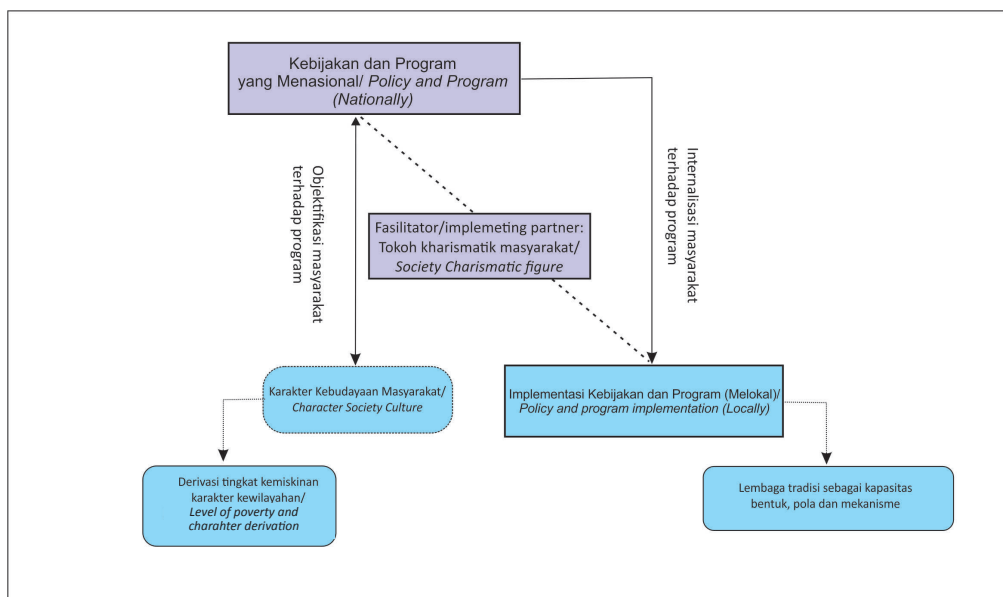 Kebijakan dan Program
yang Menasional/ Policy and Program
(Nationally)
Objektifikasi masyarakat
terhadap program
Internalisasi masyarakat
terhadap program
Fasilitator/implemeting partner:
Tokoh kharismatik masyarakat/
Society Charismatic figure
Karakter Kebudayaan Masyarakat/
Character Society Culture
Implementasi Kebijakan dan Program (Melokal)/
Policy and program implementation (Locally)
Derivasi tingkat kemiskinan
karakter kewilayahan/
Level of poverty and
charahter derivation
Lembaga tradisi sebagai kapasitas
bentuk, pola dan mekanisme